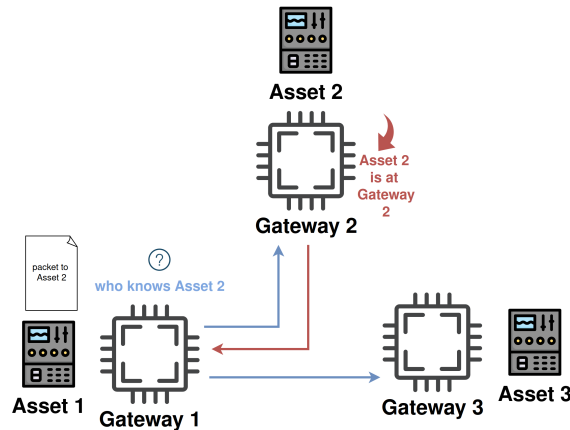 Asset 2
Asset 2
is at
Gateway
2
Gateway 2
packet to
Asset 2
?
who knows Asset 2
Asset 1
Gateway 1
Gateway 3
Asset 3